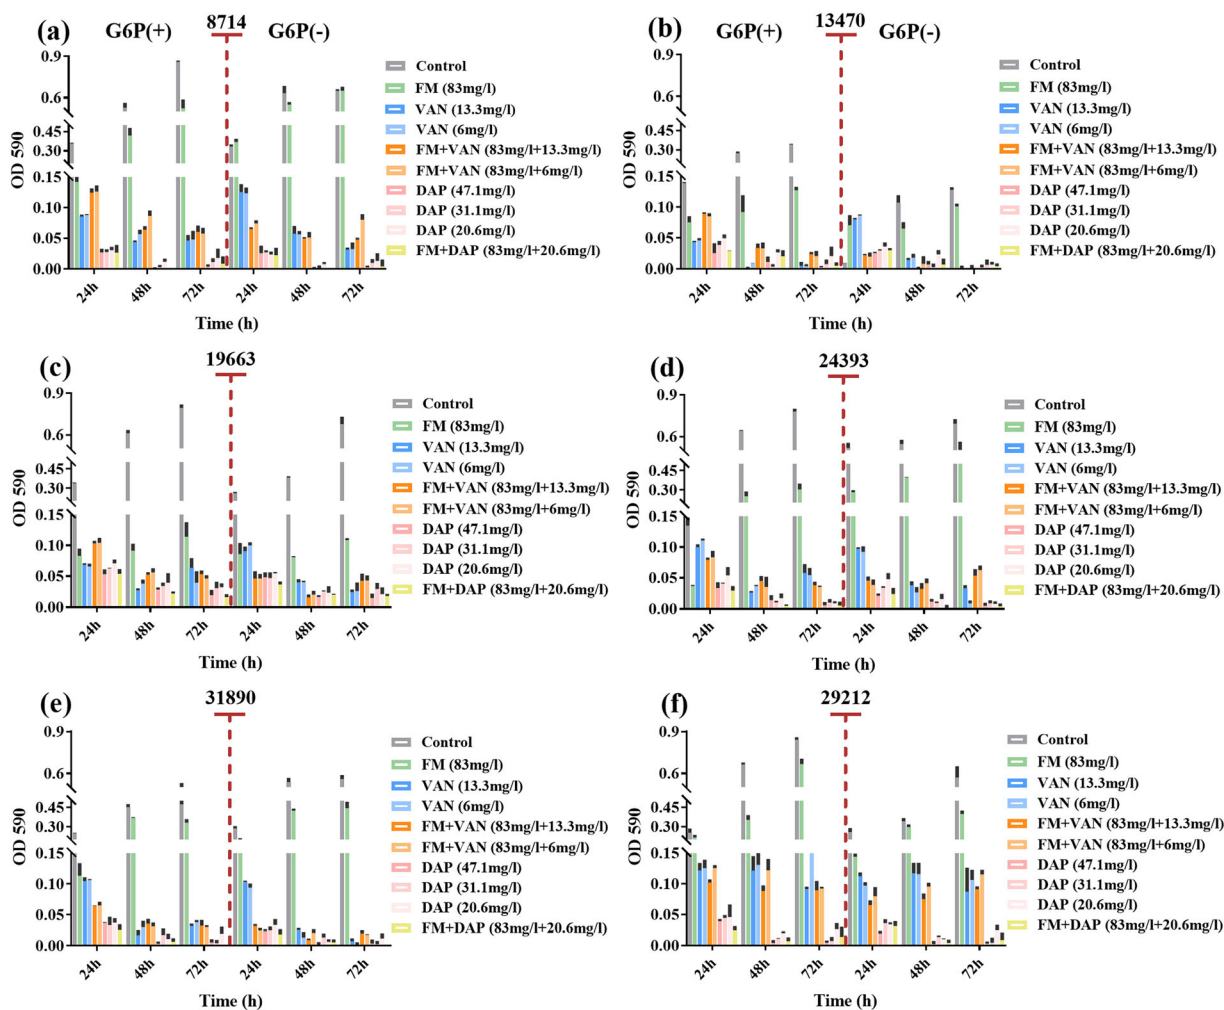 (a) G6P(+) 8714 G6P(-)
0.9
0.6
0.45
0.30
0.15
0.10
0.05
0.00
OD 590
24h 48h 72h 24h 48h 72h
Time (h)
Control
FM (83mg/l)
VAN (13.3mg/l)
VAN (6mg/l)
FM+VAN (83mg/l+13.3mg/l)
FM+VAN (83mg/l+6mg/l)
DAP (47.1mg/l)
DAP (31.1mg/l)
DAP (20.6mg/l)
FM+DAP (83mg/l+20.6mg/l)
(b) G6P(+) 13470 G6P(-)
0.9
0.6
0.45
0.30
0.15
0.10
0.05
0.00
OD 590
24h 48h 72h 24h 48h 72h
Time (h)
Control
FM (83mg/l)
VAN (13.3mg/l)
VAN (6mg/l)
FM+VAN (83mg/l+13.3mg/l)
FM+VAN (83mg/l+6mg/l)
DAP (47.1mg/l)
DAP (31.1mg/l)
DAP (20.6mg/l)
FM+DAP (83mg/l+20.6mg/l)
(c) 19663
0.9
0.6
0.45
0.30
0.15
0.10
0.05
0.00
OD 590
24h 48h 72h 24h 48h 72h
Time (h)
Control
FM (83mg/l)
VAN (13.3mg/l)
VAN (6mg/l)
FM+VAN (83mg/l+13.3mg/l)
FM+VAN (83mg/l+6mg/l)
DAP (47.1mg/l)
DAP (31.1mg/l)
DAP (20.6mg/l)
FM+DAP (83mg/l+20.6mg/l)
(d) 24393
0.9
0.6
0.45
0.30
0.15
0.10
0.05
0.00
OD 590
24h 48h 72h 24h 48h 72h
Time (h)
Control
FM (83mg/l)
VAN (13.3mg/l)
VAN (6mg/l)
FM+VAN (83mg/l+13.3mg/l)
FM+VAN (83mg/l+6mg/l)
DAP (47.1mg/l)
DAP (31.1mg/l)
DAP (20.6mg/l)
FM+DAP (83mg/l+20.6mg/l)
(e) 31890
0.9
0.6
0.45
0.30
0.15
0.10
0.05
0.00
OD 590
24h 48h 72h 24h 48h 72h
Time (h)
Control
FM (83mg/l)
VAN (13.3mg/l)
VAN (6mg/l)
FM+VAN (83mg/l+13.3mg/l)
FM+VAN (83mg/l+6mg/l)
DAP (47.1mg/l)
DAP (31.1mg/l)
DAP (20.6mg/l)
FM+DAP (83mg/l+20.6mg/l)
(f) 29212
0.9
0.6
0.45
0.30
0.15
0.10
0.05
0.00
OD 590
24h 48h 72h 24h 48h 72h
Time (h)
Control
FM (83mg/l)
VAN (13.3mg/l)
VAN (6mg/l)
FM+VAN (83mg/l+13.3mg/l)
FM+VAN (83mg/l+6mg/l)
DAP (47.1mg/l)
DAP (31.1mg/l)
DAP (20.6mg/l)
FM+DAP (83mg/l+20.6mg/l)